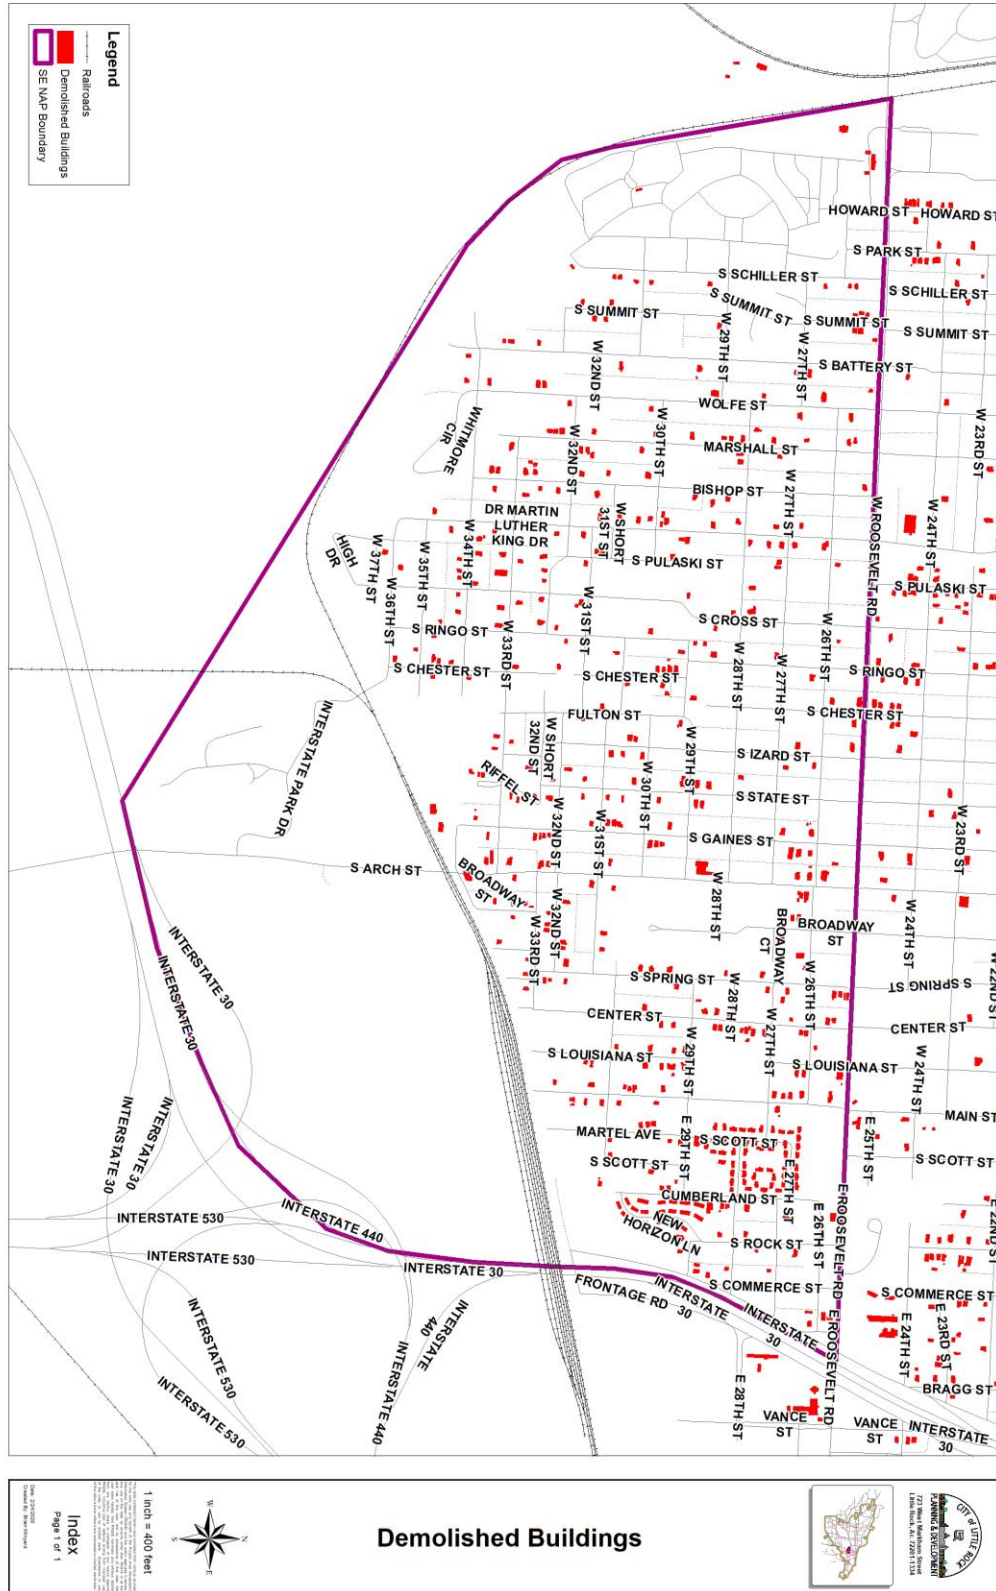 Legend
Railroads
Demolished Buildings
SE NAP Boundary
HOWARD ST
HOWARD ST
S PARK ST
S SCHILLER ST
S SCHILLER ST
S SUMMIT ST
S SUMMIT ST
S SUMMIT ST
S SUMMIT ST
S BATTERY ST
W 29TH ST
W 27TH ST
W 32ND ST
WOLFE ST
W 30TH ST
W 23RD ST
WHITMORE
CIR
MARSHALL ST
W 32ND ST
BISHOP ST
W 27TH ST
DR MARTIN
LUTHER
KING DR
W SHORT
31ST ST
W ROOSEVELT RD
W 24TH ST
HIGH
DR
W 37TH ST
W 36TH ST
W 35TH ST
W 34TH ST
S PULASKI ST
S PULASKI ST
W 31ST ST
S CROSS ST
S RINGO ST
W 33RD ST
W 28TH ST
W 27TH ST
W 26TH ST
S RINGO ST
S CHESTER ST
S CHESTER ST
S CHESTER ST
FULTON ST
INTERSTATE PARK DR
W SHORT
32ND ST
W 29TH ST
S IZARD ST
RIFFEL ST
W 30TH ST
S STATE ST
W 32ND ST
W 31ST ST
S GAINES ST
W 23RD ST
S ARCH ST
BROADWAY
ST
W 28TH ST
W 32ND ST
W 33RD ST
BROADWAY
CT
BROADWAY
ST
W 24TH ST
INTERSTATE 30
INTERSTATE 30
S SPRING ST
W 28TH ST
W 26TH ST
S SPRING
ST
W 22ND ST
CENTER ST
W 27TH ST
CENTER ST
S LOUISIANA ST
W 29TH ST
S LOUISIANA ST
W 24TH ST
INTERSTATE 30
INTERSTATE
30
MAIN ST
MARTEL AVE
E 29TH ST
S SCOTT ST
E 25TH ST
S SCOTT ST
E 27TH ST
S SCOTT ST
CUMBERLAND ST
INTERSTATE 530
INTERSTATE 440
NEW
HORIZON LN
S ROCK ST
E 26TH ST
E ROOSEVELT RD
E 22ND ST
INTERSTATE 530
INTERSTATE 30
FRONTAGE RD
INTERSTATE
30
S COMMERCE ST
S COMMERCE ST
INTERSTATE
30
E ROOSEVELT RD
E 24TH ST
E 23RD ST
INTERSTATE 530
INTERSTATE
440
INTERSTATE 440
BRAGG ST
E 28TH ST
VANCE
ST
VANCE
ST
INTERSTATE
30
INTERSTATE 530
CITY of LITTLE ROCK
PLANNING & DEVELOPMENT
723 West Markham Street
Little Rock, Ar. 72201-1334
Demolished Buildings
N
W
E
S
1 inch = 400 feet
Index
Page 1 of 1